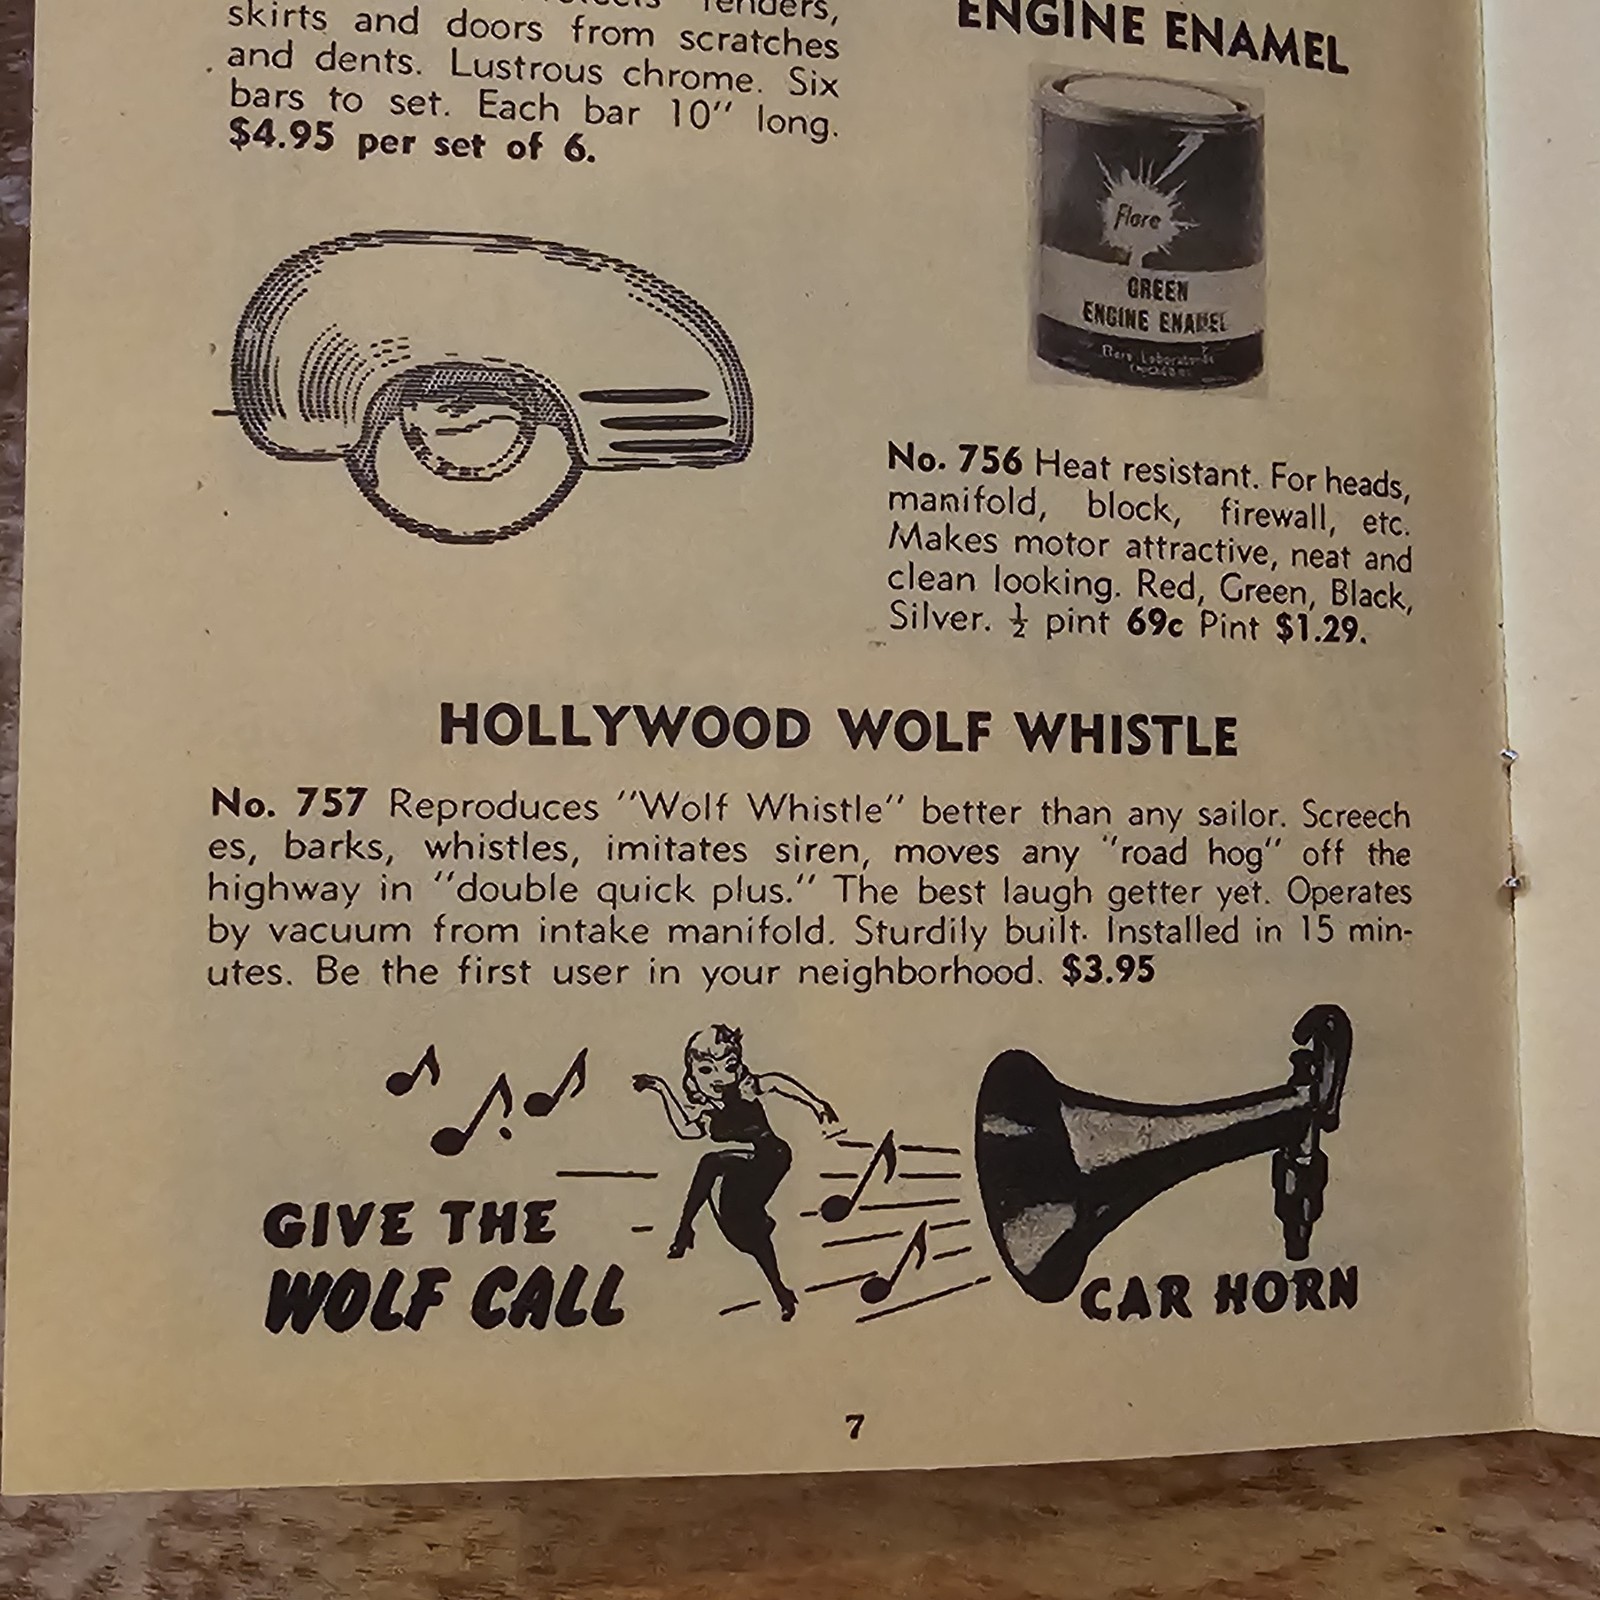 fenders,
skirts and doors from scratches
and dents. Lustrous chrome. Six
bars to set. Each bar 10" long.
$4.95 per set of 6.
ENGINE ENAMEL
Flare
GREEN
ENGINE ENAMEL
No. 756 Heat resistant. For heads,
manifold, block, firewall, etc.
Makes motor attractive, neat and
clean looking. Red, Green, Black,
Silver. ½ pint 69c Pint $1.29.
HOLLYWOOD WOLF WHISTLE
No. 757 Reproduces "Wolf Whistle" better than any sailor. Screech
es, barks, whistles, imitates siren, moves any "road hog" off the
highway in "double quick plus." The best laugh getter yet. Operates
by vacuum from intake manifold. Sturdily built. Installed in 15 min-
utes. Be the first user in your neighborhood. $3.95
GIVE THE
WOLF CALL
CAR HORN
7